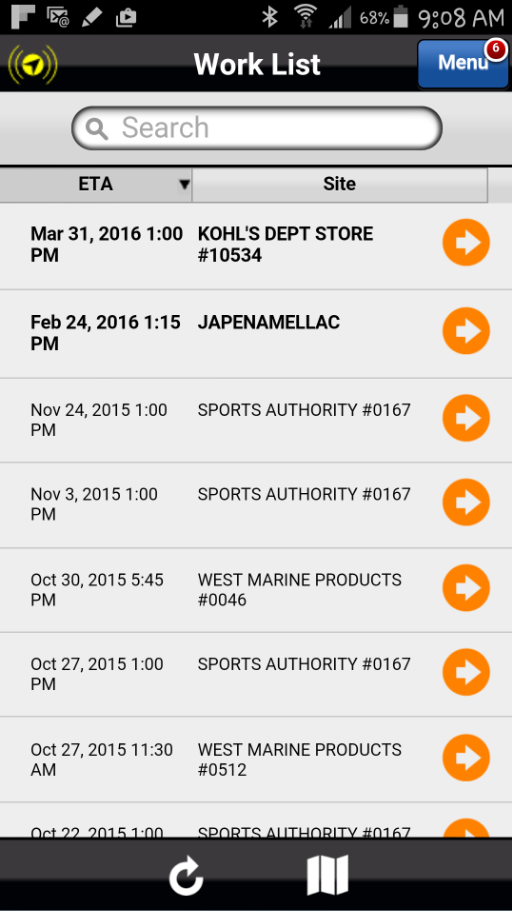 68% 9:08 AM
Work List
Menu
6
Search
ETA Site
Mar 31, 2016 1:00 KOHL'S DEPT STORE
PM #10534
Feb 24, 2016 1:15 JAPENAMELLAC
PM
Nov 24, 2015 1:00 SPORTS AUTHORITY #0167
PM
Nov 3, 2015 1:00 SPORTS AUTHORITY #0167
PM
Oct 30, 2015 5:45 WEST MARINE PRODUCTS
PM #0046
Oct 27, 2015 1:00 SPORTS AUTHORITY #0167
PM
Oct 27, 2015 11:30 WEST MARINE PRODUCTS
AM #0512
Oct 22, 2015 1:00 SPORTS AUTHORITY #0167